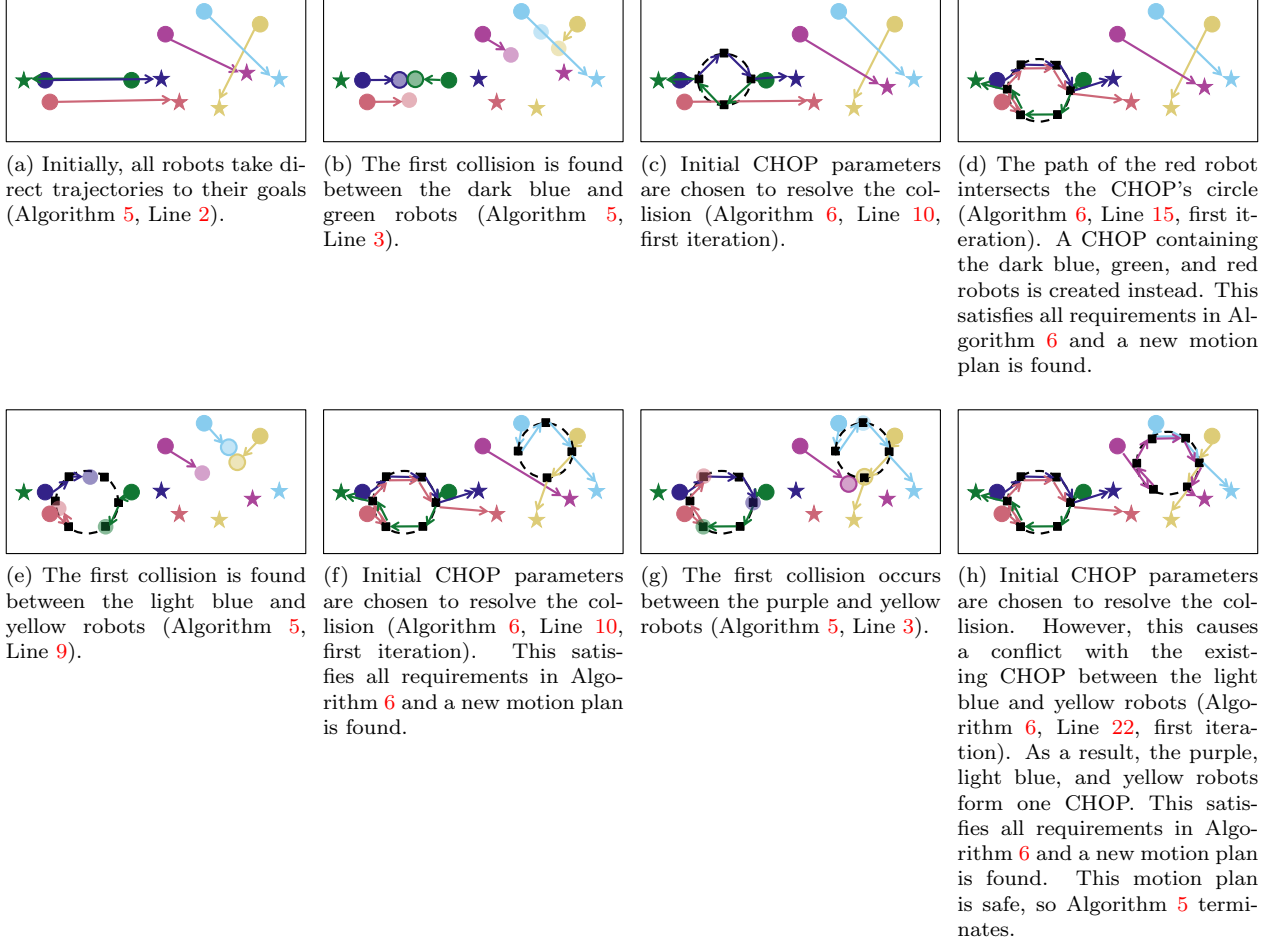 (a) Initially, all robots take di-
rect trajectories to their goals
(Algorithm 5, Line 2).
(b) The first collision is found
between the dark blue and
green robots (Algorithm 5,
Line 3).
(c) Initial CHOP parameters
are chosen to resolve the col-
lision (Algorithm 6, Line 10,
first iteration).
(d) The path of the red robot
intersects the CHOP's circle
(Algorithm 6, Line 15, first it-
eration). A CHOP containing
the dark blue, green, and red
robots is created instead. This
satisfies all requirements in Al-
gorithm 6 and a new motion
plan is found.
(e) The first collision is found
between the light blue and
yellow robots (Algorithm 5,
Line 9).
(f) Initial CHOP parameters
are chosen to resolve the col-
lision (Algorithm 6, Line 10,
first iteration). This satis-
fies all requirements in Algo-
rithm 6 and a new motion plan
is found.
(g) The first collision occurs
between the purple and yellow
robots (Algorithm 5, Line 3).
(h) Initial CHOP parameters
are chosen to resolve the col-
lision. However, this causes
a conflict with the exist-
ing CHOP between the light
blue and yellow robots (Algo-
rithm 6, Line 22, first itera-
tion). As a result, the purple,
light blue, and yellow robots
form one CHOP. This satis-
fies all requirements in Algo-
rithm 6 and a new motion plan
is found. This motion plan
is safe, so Algorithm 5 termi-
nates.